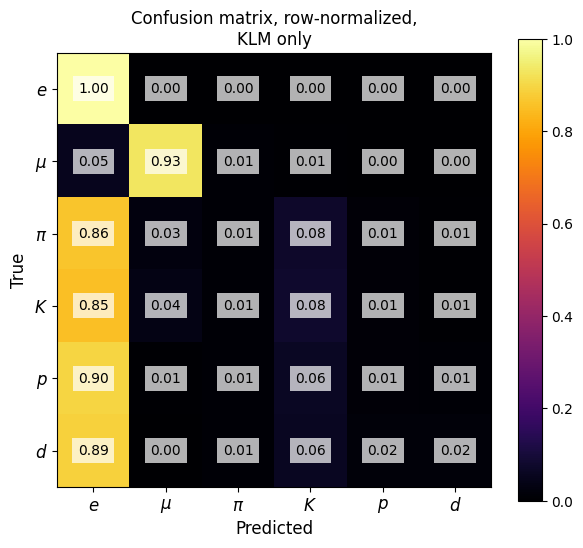 Confusion matrix, row-normalized,
KLM only
e 1.00 0.00 0.00 0.00 0.00 0.00
μ 0.05 0.93 0.01 0.01 0.00 0.00
π 0.86 0.03 0.01 0.08 0.01 0.01
K 0.85 0.04 0.01 0.08 0.01 0.01
p 0.90 0.01 0.01 0.06 0.01 0.01
d 0.89 0.00 0.01 0.06 0.02 0.02
e μ π K p d
True
Predicted
1.0
0.8
0.6
0.4
0.2
0.0